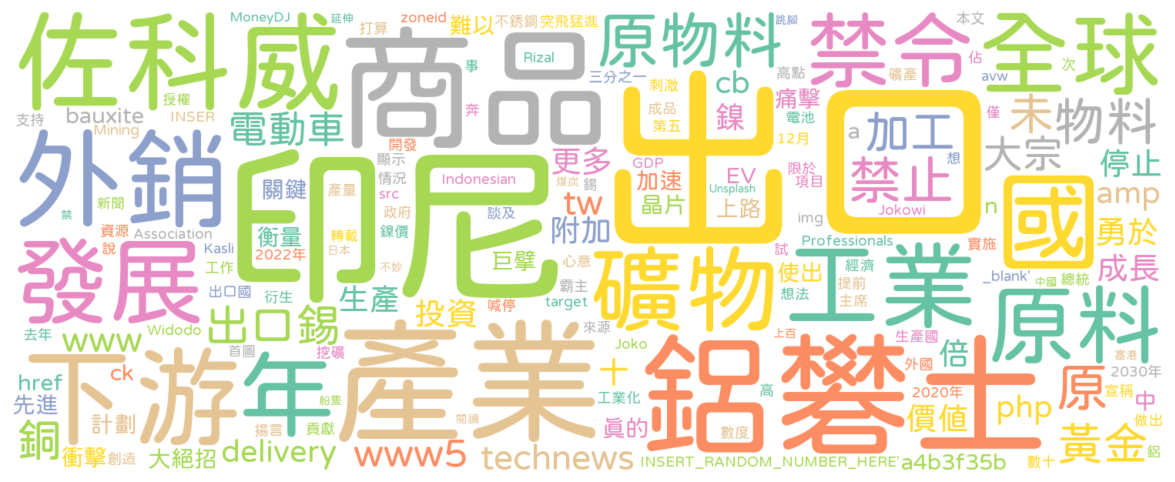 MoneyDJ 延伸 打算 zoneid 難以 不銹鋼 突飛猛進 跳腳 本文
佐科威 商品 Rizal 原物料 禁令 全球
事 三分之一 刺激 高點 礦產 佔 avw 次
授權 支持 bauxite INSER 奔 cb 成品 痛擊 電池 僅
Mining 電動車 開發 鎳 第五 12月 a 加工 想 未 物料
外銷 印尼 出口 禁止 大宗 停止
關鍵 顯示 更多 GDP EV 限於
禁 新聞 產量 情況 src Indonesian 加速 Unsplash 項目 Jokowi 國 n amp
政府 談及 tw 晶片 上路 img
資源 說 Association Kasli 衡量 轉載 鎳價 附加 Professionals 實施 勇於
發展 工作 2022年 日本 不妙 巨擘 心意 礦物 試 經濟 工業 _blank' 成長
出口國 衍生 生產 霸主 target 使出 想法 提前 主席 中國 總統
去年 www Widodo 出口錫 投資 喊停 來源 原料
首圖 挖礦 Joko 上百 生產國 塞港
下游 年 產業 鋁礬土 倍 外國 2030年
href ck 十 高 2020年 原 宣稱
先進 船隻 工業化 價值 php 中
銅 計劃 捐言 貢獻 閱讀 真的 數度 做出
衝擊 創造 大絕招 delivery www5 technews INSERT_RANDOM_NUMBER_HERE' a4b3f35b 數十 黃金 鋁
錫 煤炭